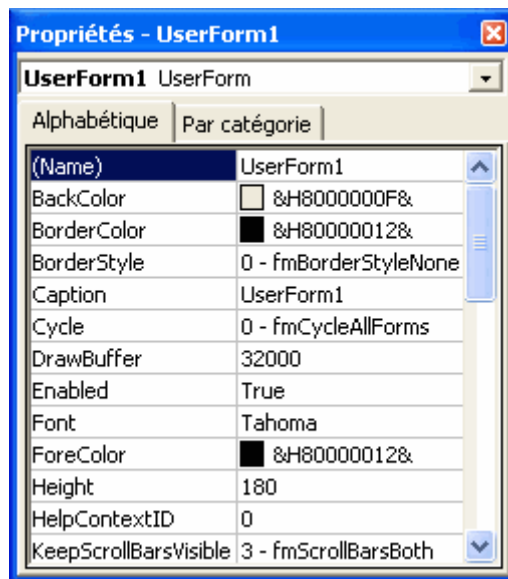 Propriétés - UserForm1
UserForm1 UserForm
Alphabétique Par catégorie
(Name) UserForm1
BackColor &H8000000F&
BorderColor &H80000012&
BorderStyle 0 - fmBorderStyleNone
Caption UserForm1
Cycle 0 - fmCycleAllForms
DrawBuffer 32000
Enabled True
Font Tahoma
ForeColor &H80000012&
Height 180
HelpContextID 0
KeepScrollBarsVisible 3 - fmScrollBarsBoth